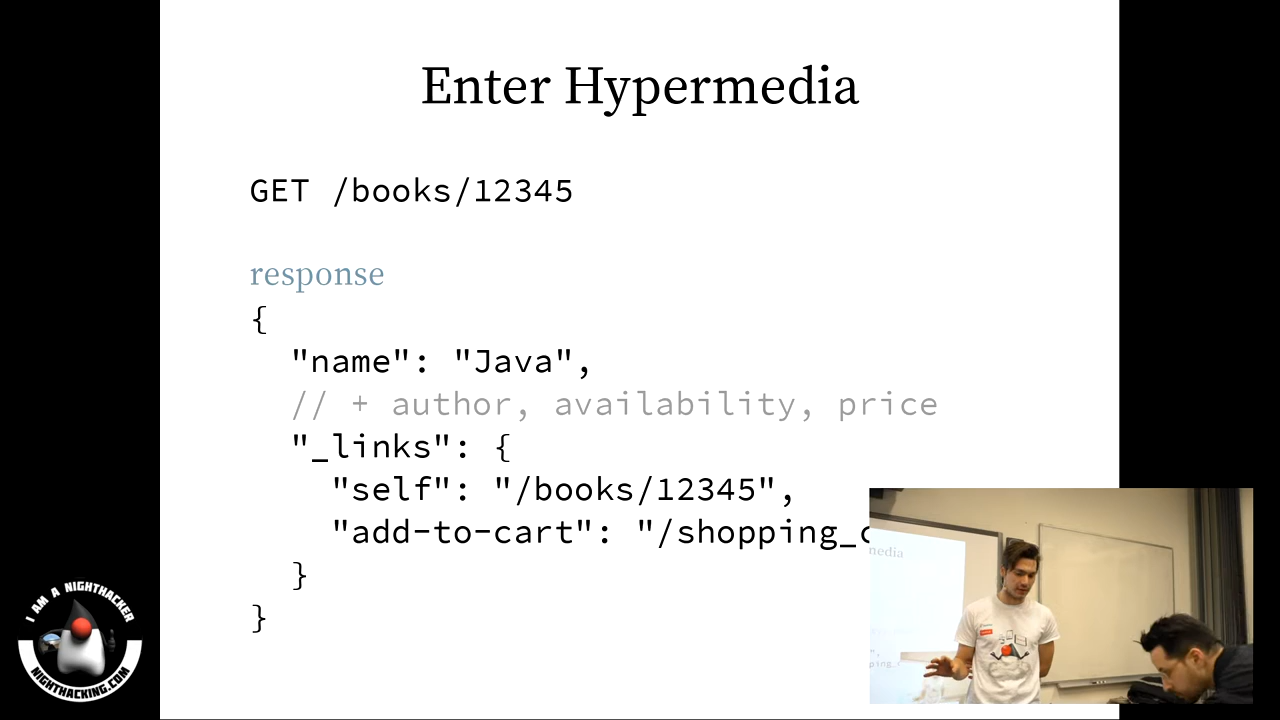 Enter Hypermedia
GET /books/12345
response
{
"name": "Java",
// + author, availability, price
"_links": {
"self": "/books/12345",
"add-to-cart": "/shopping_c
}
}
I AM A NIGHTHACKER
NIGHTHACKING.COM
media